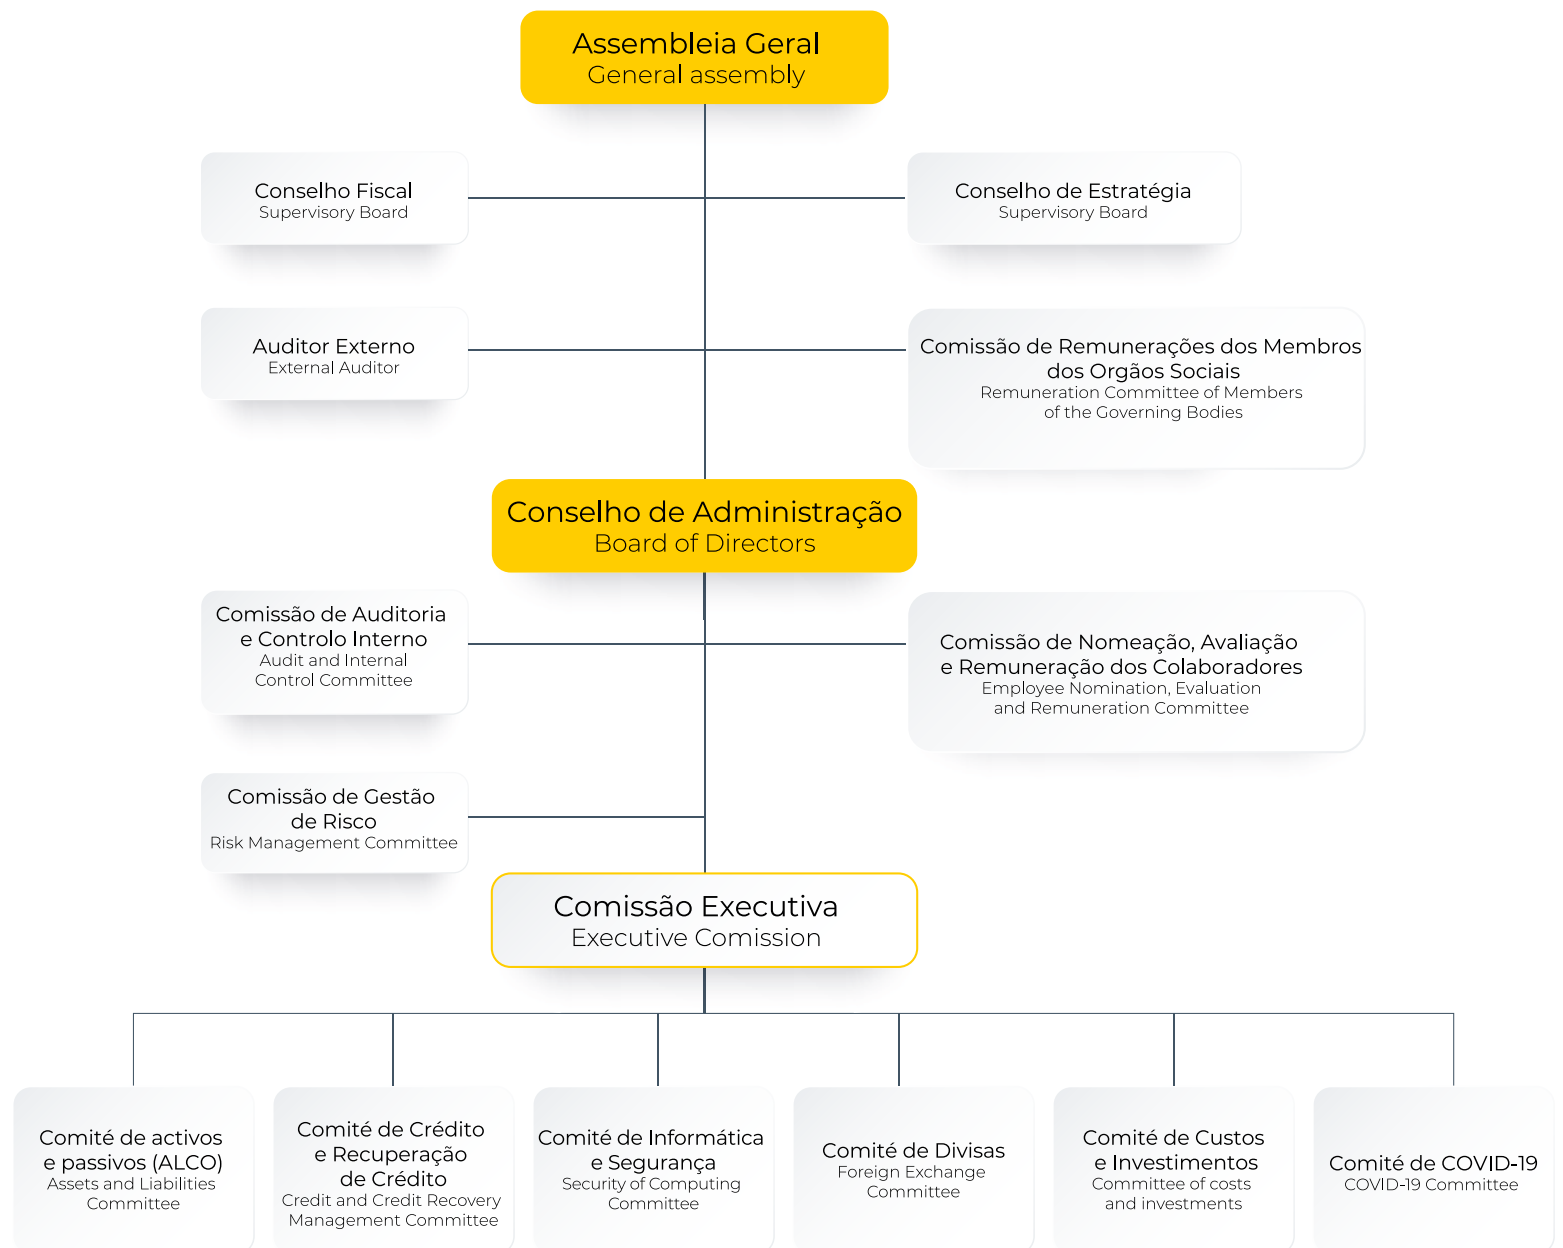 Assembleia Geral
General assembly
Conselho Fiscal
Supervisory Board
Conselho de Estratégia
Supervisory Board
Auditor Externo
External Auditor
Comissão de Remunerações dos Membros
dos Orgãos Sociais
Remuneration Committee of Members
of the Governing Bodies
Conselho de Administração
Board of Directors
Comissão de Auditoria
e Controlo Interno
Audit and Internal
Control Committee
Comissão de Nomeação, Avaliação
e Remuneração dos Colaboradores
Employee Nomination, Evaluation
and Remuneration Committee
Comissão de Gestão
de Risco
Risk Management Committee
Comissão Executiva
Executive Comission
Comité de activos
e passivos (ALCO)
Assets and Liabilities
Committee
Comité de Crédito
e Recuperação
de Crédito
Credit and Credit Recovery
Management Committee
Comité de Informática
e Segurança
Security of Computing
Committee
Comité de Divisas
Foreign Exchange
Committee
Comité de Custos
e Investimentos
Committee of costs
and investments
Comité de COVID-19
COVID-19 Committee